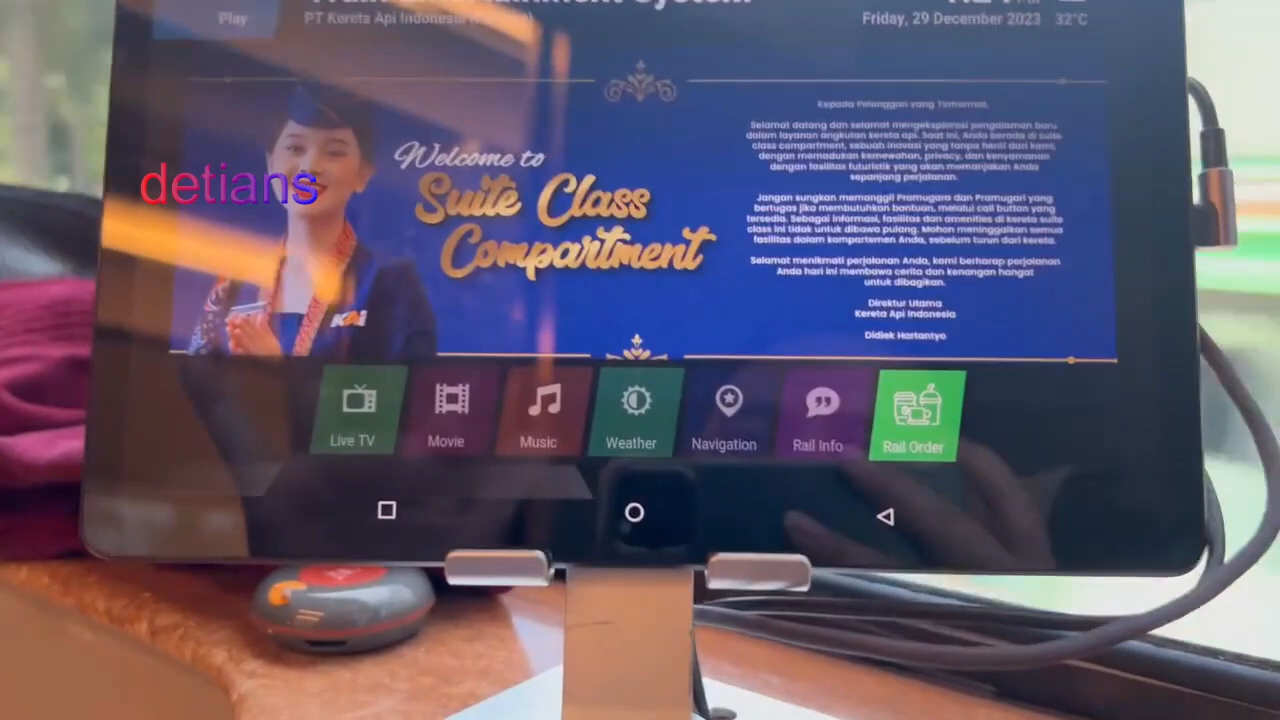 Play
PT Kereta Api Indonesia
Friday, 29 December 2023 32°C
Kepada Pelanggan yang Terhormat,
Selamat datang dan selamat mengeksplorasi pengalaman baru
dalam layanan angkutan kereta api. Saat ini, Anda berada di suite
class compartment, sebuah inovasi yang tanpa henti dari kami,
dengan memadukan kemewahan, privacy, dan kenyamanan
dengan fasilitas futuristik yang akan memanjakan Anda
sepanjang perjalanan.
Jangan sungkan memanggil Pramugara dan Pramugari yang
bertugas jika membutuhkan bantuan, melalui call button yang
tersedia. Sebagai informasi, fasilitas dan amenities di kereta suite
class ini tidak untuk dibawa pulang. Mohon meninggalkan semua
fasilitas dalam kompartemen Anda, sebelum turun dari kereta.
Selamat menikmati perjalanan Anda, kami berharap perjalanan
Anda hari ini membawa cerita dan kenangan hangat
untuk dibagikan.
Direktur Utama
Kereta Api Indonesia
Didiek Hartantyo
Welcome to
Suite Class
Compartment
detians
KAI
Live TV
Movie
Music
Weather
Navigation
Rail Info
Rail Order